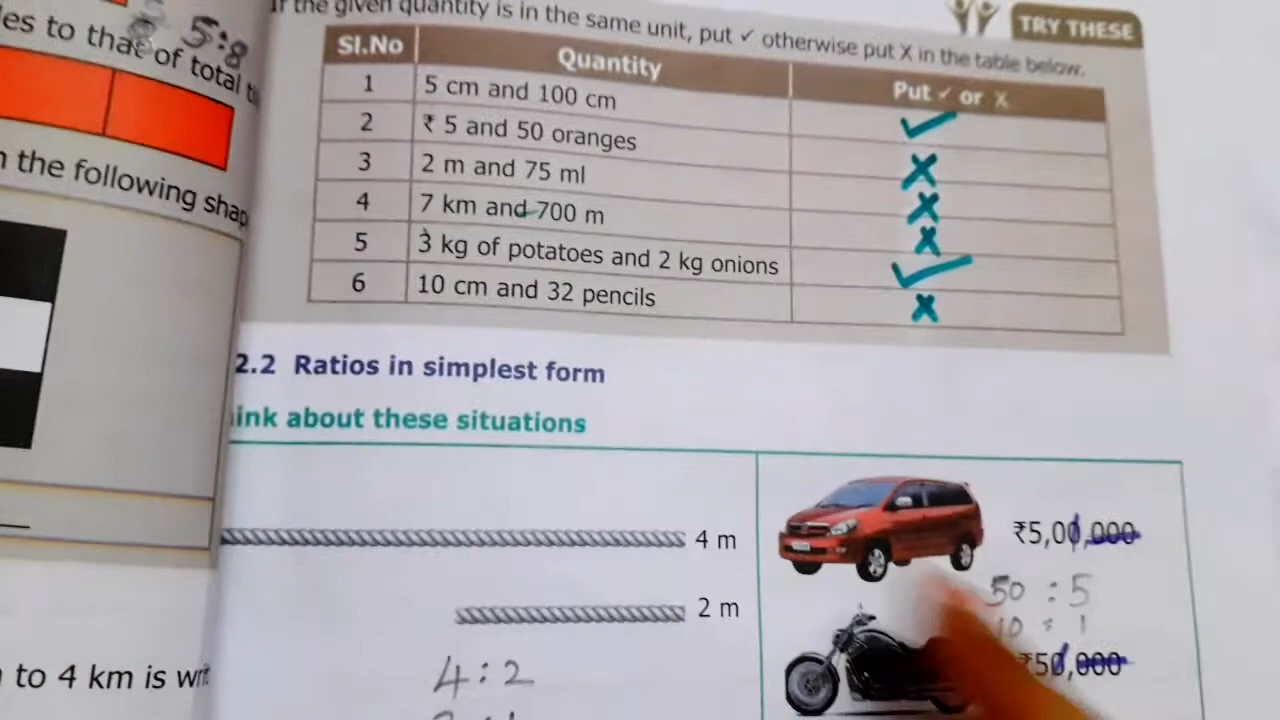 5:8
les to that of total
n the following shap
to 4 km is writ
If the given quantity is in the same unit, put ✓ otherwise put X in the table below.
TRY THESE
Sl.No Quantity Put ✓ or X
1 5 cm and 100 cm ✓
2 ₹ 5 and 50 oranges X
3 2 m and 75 ml X
4 7 km and 700 m X
5 3 kg of potatoes and 2 kg onions ✓
6 10 cm and 32 pencils X
2.2 Ratios in simplest form
ink about these situations
4 m
2 m
4:2
₹5,00,000
50 : 5
10 : 1
₹50,000